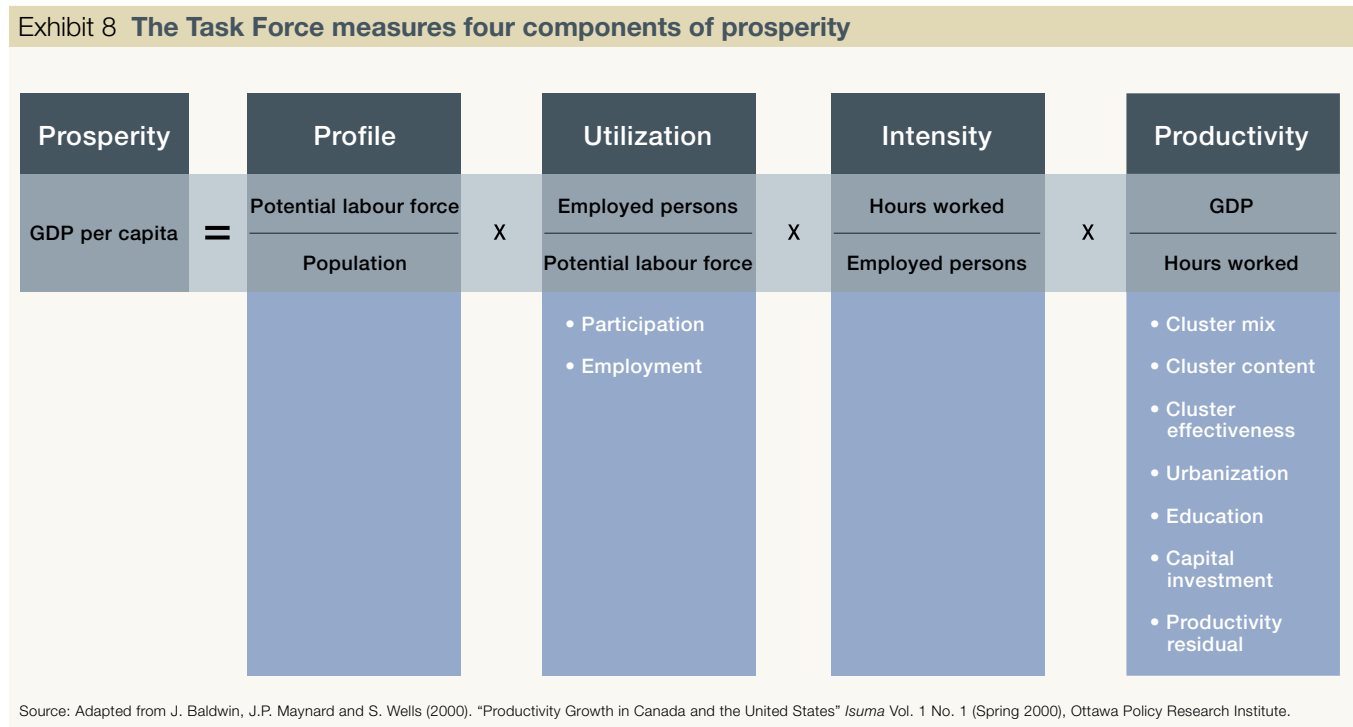 Exhibit 8 The Task Force measures four components of prosperity
Prosperity
Profile
Utilization
Intensity
Productivity
GDP per capita
=
Potential labour force
Population
x
Employed persons
Potential labour force
x
Hours worked
Employed persons
x
GDP
Hours worked
• Participation
• Employment
• Cluster mix
• Cluster content
• Cluster
effectiveness
• Urbanization
• Education
• Capital
investment
• Productivity
residual
Source: Adapted from J. Baldwin, J.P. Maynard and S. Wells (2000). “Productivity Growth in Canada and the United States” Isuma Vol. 1 No. 1 (Spring 2000), Ottawa Policy Research Institute.